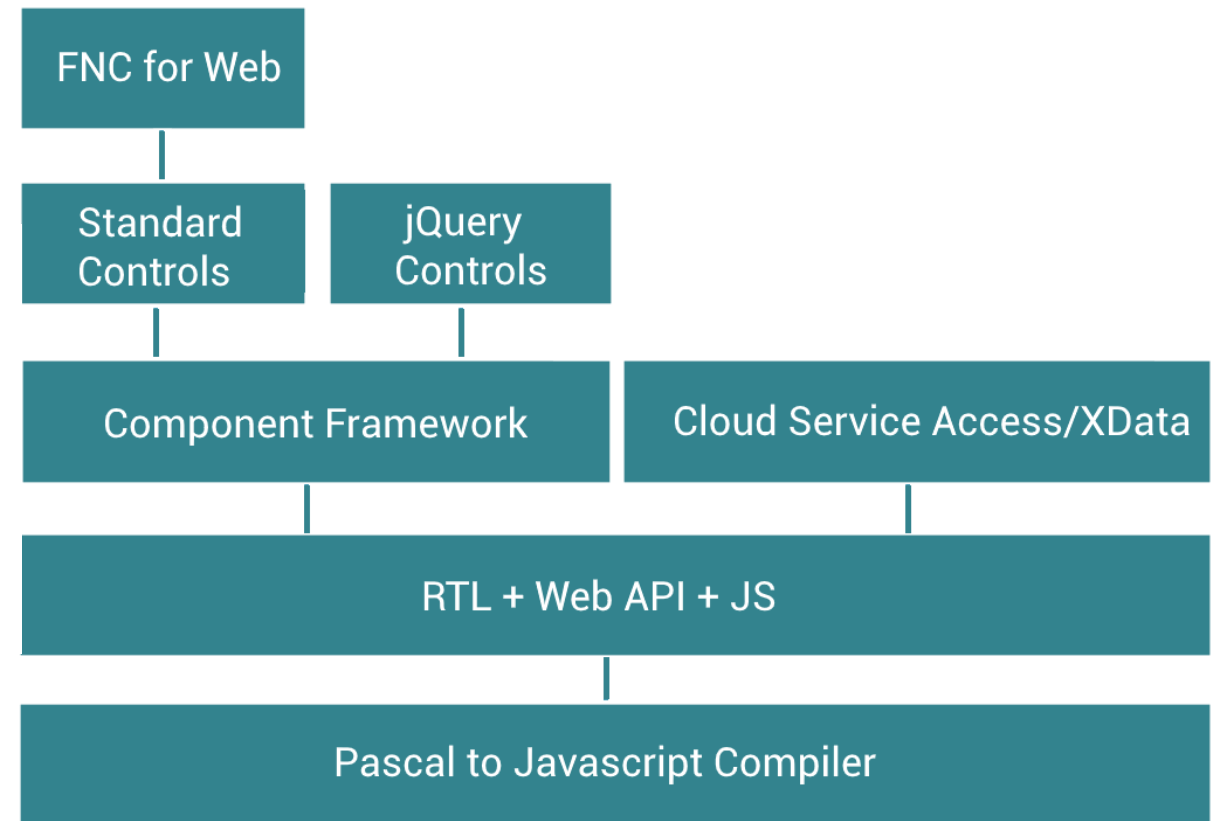 FNC for Web
Standard
Controls
jQuery
Controls
Component Framework
Cloud Service Access/XData
RTL + Web API + JS
Pascal to Javascript Compiler